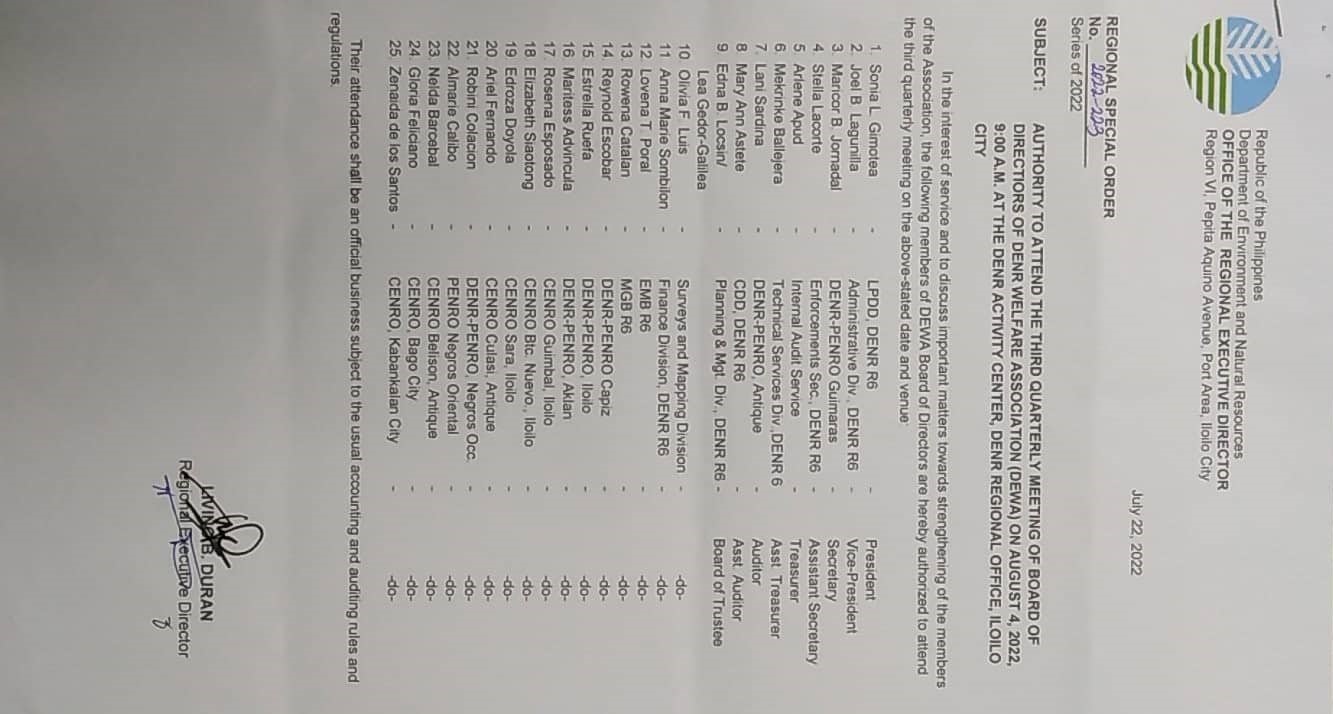 Republic of the Philippines
Department of Environment and Natural Resources
OFFICE OF THE REGIONAL EXECUTIVE DIRECTOR
Region VI, Pepita Aquino Avenue, Port Area, Iloilo City
July 22, 2022
REGIONAL SPECIAL ORDER
No. 2022-223
Series of 2022
SUBJECT: AUTHORITY TO ATTEND THE THIRD QUARTERLY MEETING OF BOARD OF
DIRECTIORS OF DENR WELFARE ASSOCIATION (DEWA) ON AUGUST 4, 2022,
9:00 A.M. AT THE DENR ACTIVITY CENTER, DENR REGIONAL OFFICE, ILOILO
CITY
In the interest of service and to discuss important matters towards strengthening of the members
of the Association, the following members of DEWA Board of Directors are hereby authorized to attend
the third quarterly meeting on the above-stated date and venue:
1. Sonia L. Gimotea - LPDD, DENR R6 - President
2. Joel B. Lagunilla - Administrative Div., DENR R6 - Vice-President
3. Maricor B. Jornadal - DENR-PENRO Guimaras - Secretary
4. Stella Lacorte - Enforcements Sec., DENR R6 - Assistant Secretary
5. Arlene Apud - Internal Audit Service - Treasurer
6. Mekrinke Ballejera - Technical Services Div.,DENR 6 Asst. Treasurer
7. Lani Sardina - DENR-PENRO, Antique - Auditor
8. Mary Ann Astete - CDD, DENR R6 - Asst. Auditor
9. Edna B. Locsin/ - Planning & Mgt. Div., DENR R6 - Board of Trustee
Lea Gedor-Galilea
10. Olivia F. Luis - Surveys and Mapping Division - -do-
11. Anna Marie Sombilon - Finance Division, DENR R6 - -do-
12. Lovena T. Poral - EMB R6 - -do-
13. Rowena Catalan - MGB R6 - -do-
14. Reynold Escobar - DENR-PENRO Capiz - -do-
15. Estrella Ruefa - DENR-PENRO, Iloilo - -do-
16. Maritess Advincula - DENR-PENRO, Aklan - -do-
17. Rosena Esposado - CENRO Guimbal, Iloilo - -do-
18. Elizabeth Siaotong - CENRO Btc. Nuevo., Iloilo - -do-
19. Edroza Doyola - CENRO Sara, Iloilo - -do-
20. Ariel Fernando - CENRO Culasi, Antique - -do-
21. Robini Colacion - DENR-PENRO, Negros Occ. - -do-
22. Almarie Calibo - PENRO Negros Oriental - -do-
23. Nelda Barcebal - CENRO Belison, Antique - -do-
24. Gloria Feliciano - CENRO, Bago City - -do-
25. Zenaida de los Santos - CENRO, Kabankalan City - -do-
Their attendance shall be an official business subject to the usual accounting and auditing rules and
regulations.
LIVINO B. DURAN
Regional Executive Director